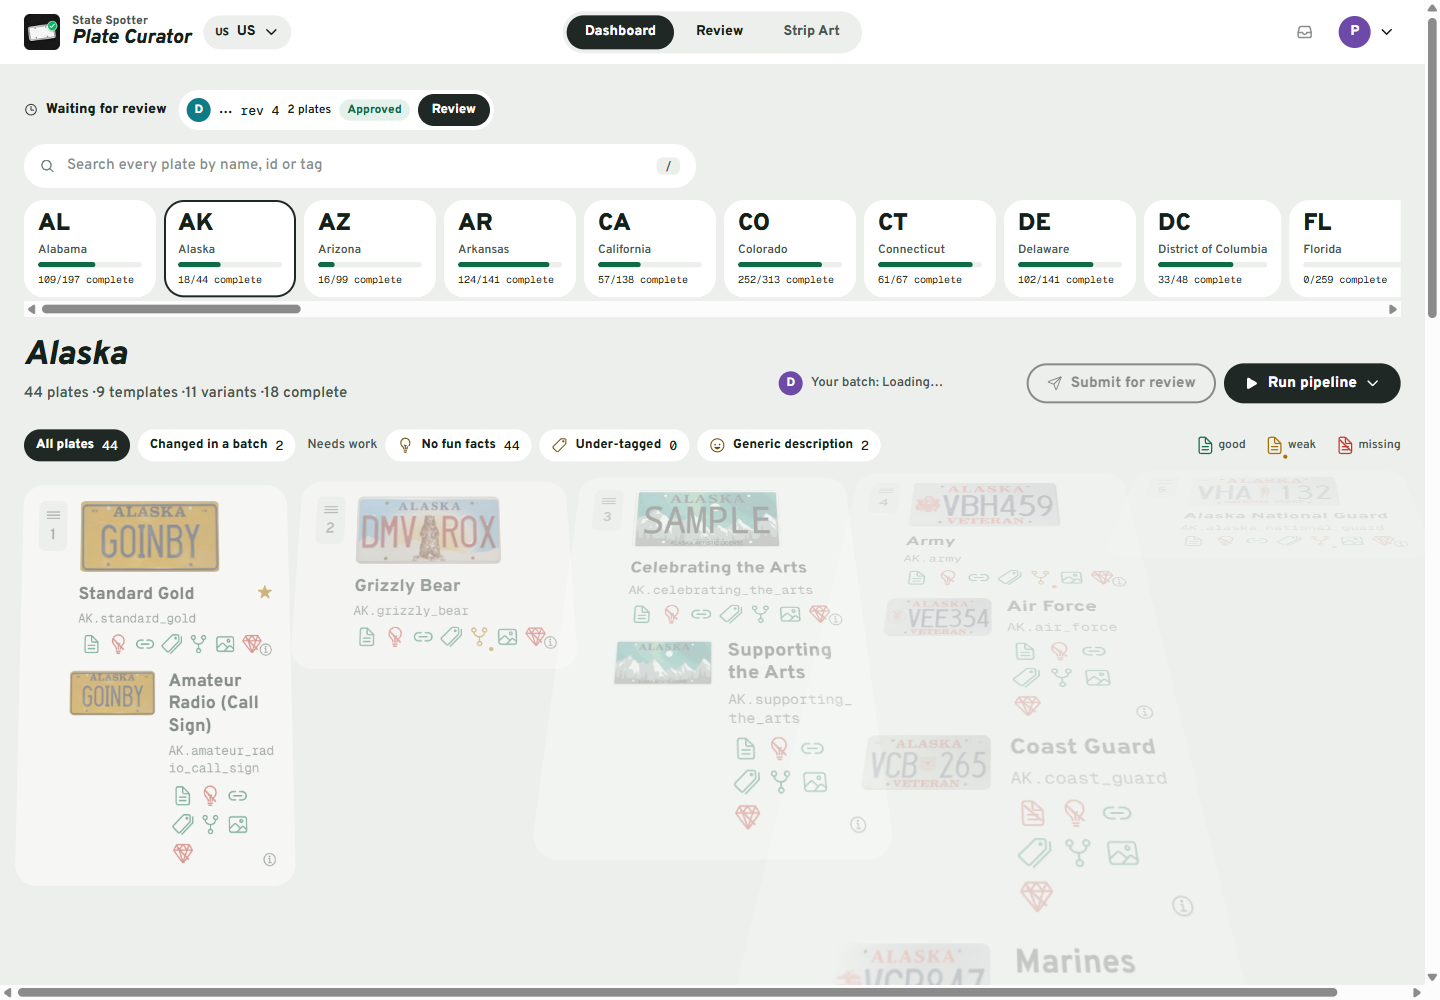 State Spotter
Plate Curator
US US
Dashboard
Review
Strip Art
P
Waiting for review
D ... rev 4 2 plates Approved Review
Search every plate by name, id or tag
/
AL
Alabama
109/197 complete
AK
Alaska
18/44 complete
AZ
Arizona
16/99 complete
AR
Arkansas
124/141 complete
CA
California
57/138 complete
CO
Colorado
252/313 complete
CT
Connecticut
61/67 complete
DE
Delaware
102/141 complete
DC
District of Columbia
33/48 complete
FL
Florida
0/259 complete
Alaska
44 plates ·9 templates ·11 variants ·18 complete
D Your batch: Loading...
Submit for review
Run pipeline
All plates 44
Changed in a batch 2
Needs work
No fun facts 44
Under-tagged 0
Generic description 2
good
weak
missing
1
ALASKA
GOINBY
Standard Gold
AK.standard_gold
ALASKA
GOINBY
Amateur
Radio (Call
Sign)
AK.amateur_rad
io_call_sign
2
ALASKA
DMV ROX
Grizzly Bear
AK.grizzly_bear
3
ALASKA
SAMPLE
Celebrating the Arts
AK.celebrating_the_arts
ALASKA
Supporting
the Arts
AK.supporting_
the_arts
4
ALASKA
VBH459
VETERAN
Army
AK.army
ALASKA
VEE354
VETERAN
Air Force
AK.air_force
ALASKA
VCB 265
VETERAN
Coast Guard
AK.coast_guard
ALASKA
VCR947
Marines
ALASKA
VHA 132
Alaska National Guard
AK.alaska_national_guard